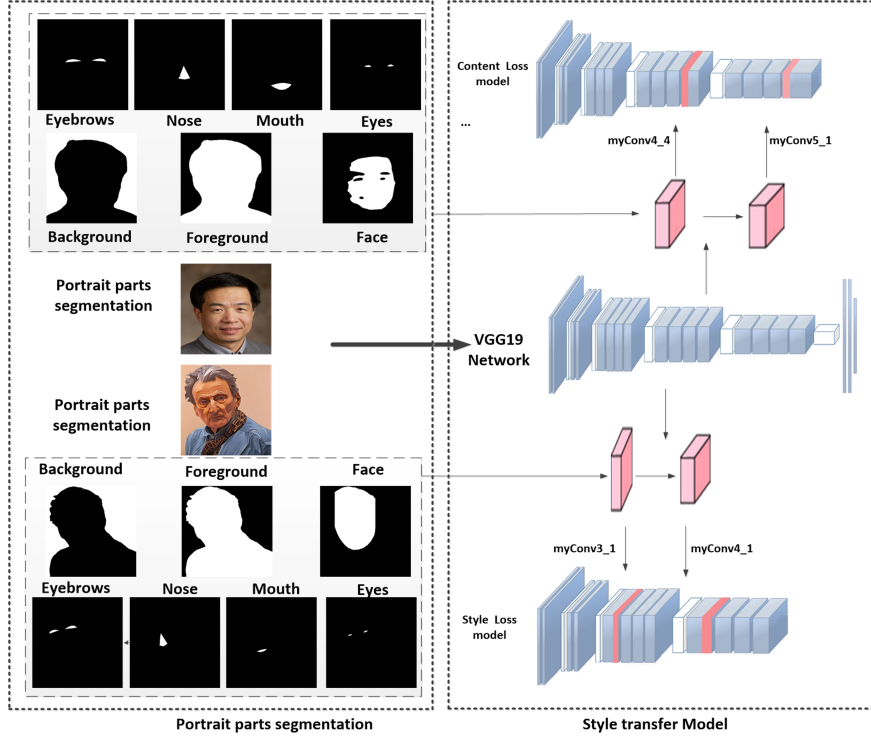 Eyebrows
Nose
Mouth
Eyes
Background
Foreground
Face
Portrait parts
segmentation
Portrait parts
segmentation
Background
Foreground
Face
Eyebrows
Nose
Mouth
Eyes
Portrait parts segmentation
Content Loss
model
...
myConv4_4
myConv5_1
VGG19
Network
myConv3_1
myConv4_1
Style Loss
model
Style transfer Model